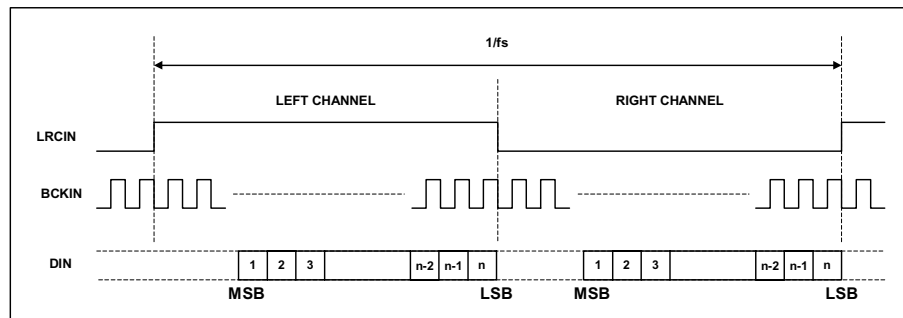 1/fs
LEFT CHANNEL RIGHT CHANNEL
LRCIN
BCKIN
DIN 1 2 3 n-2 n-1 n 1 2 3 n-2 n-1 n
MSB LSB MSB LSB